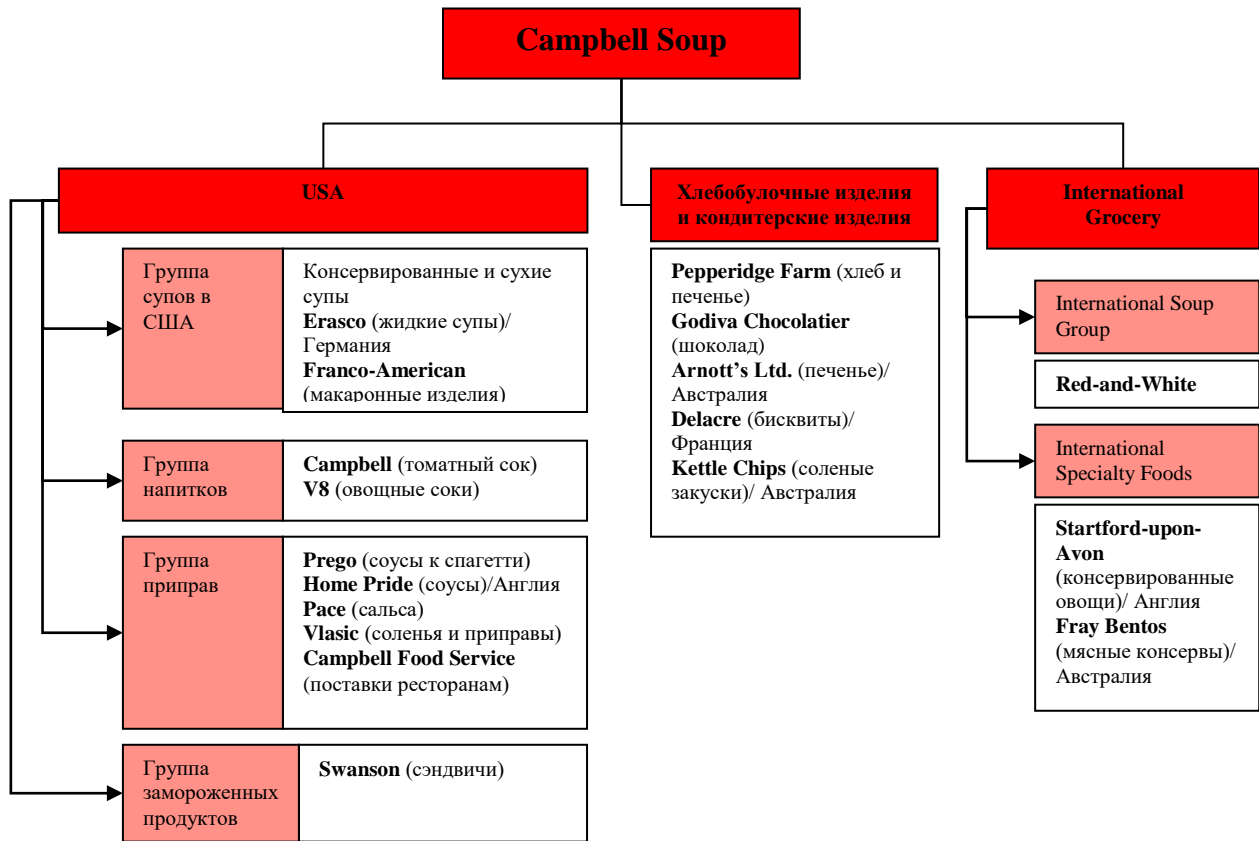 Campbell Soup
USA
Группа
супов в
США
Консервированные и сухие
супы
Erasco (жидкие супы)/
Германия
Franco-American
(макаронные изделия)
Группа
напитков
Campbell (томатный сок)
V8 (овощные соки)
Группа
приправ
Prego (соусы к спагетти)
Home Pride (соусы)/Англия
Pace (сальса)
Vlasic (соленья и приправы)
Campbell Food Service
(поставки ресторанам)
Группа
замороженных
продуктов
Swanson (сэндвичи)
Хлебобулочные изделия
и кондитерские изделия
Pepperidge Farm (хлеб и
печенье)
Godiva Chocolatier
(шоколад)
Arnott’s Ltd. (печенье)/
Австралия
Delacre (бисквиты)/
Франция
Kettle Chips (соленые
закуски)/ Австралия
International
Grocery
International Soup
Group
Red-and-White
International
Specialty Foods
Startford-upon-
Avon
(консервированные
овощи)/ Англия
Fray Bentos
(мясные консервы)/
Австралия